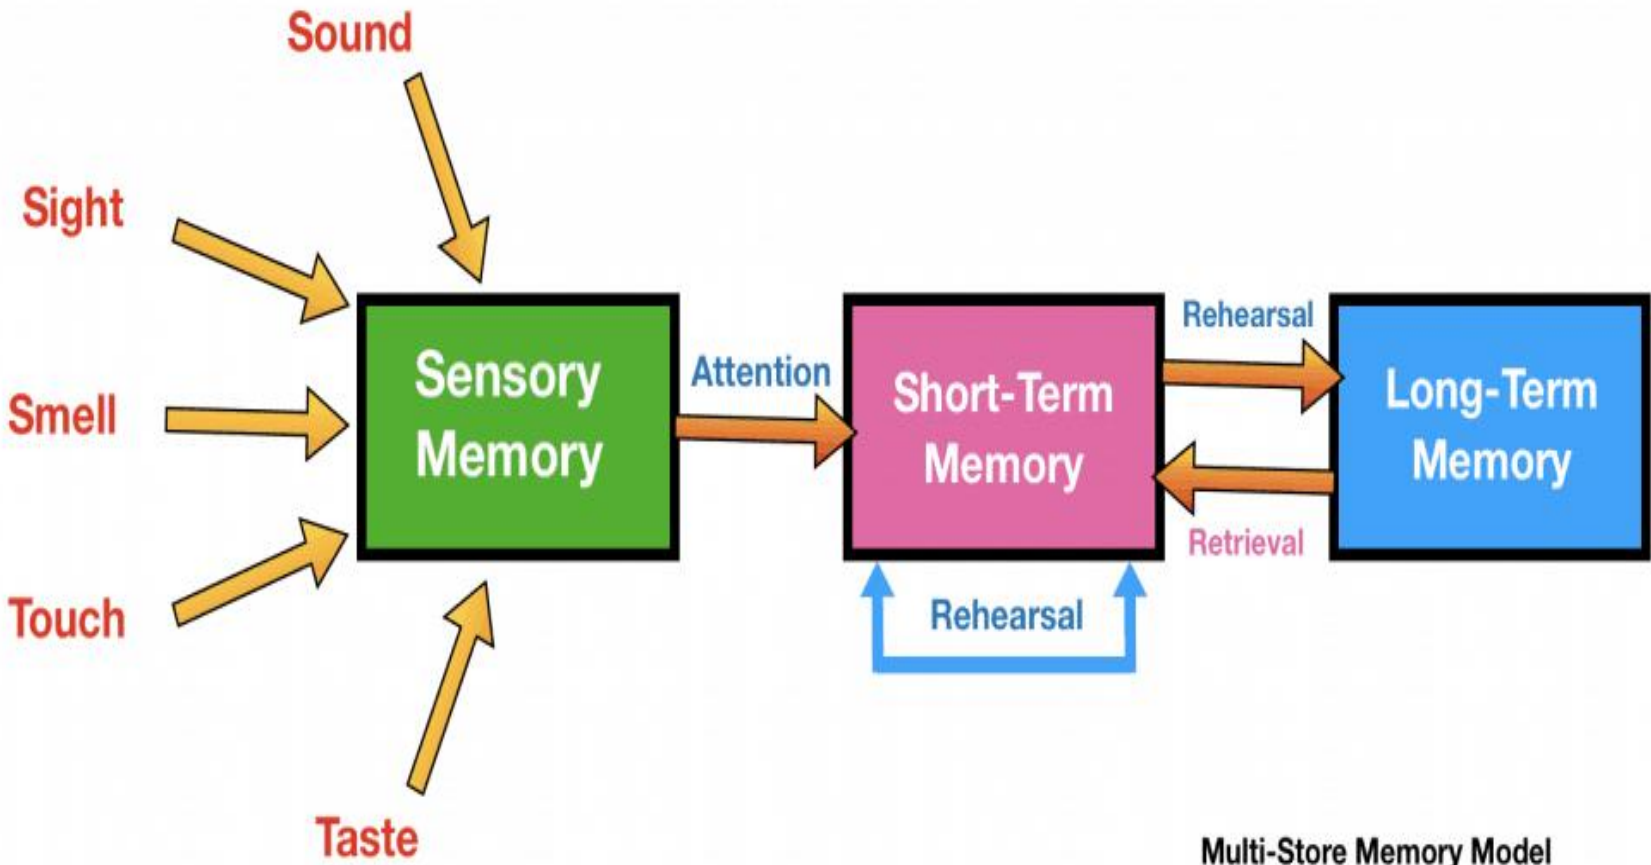 Sound
Sight
Smell
Touch
Taste
Sensory
Memory
Attention
Short-Term
Memory
Rehearsal
Rehearsal
Retrieval
Long-Term
Memory
Multi-Store Memory Model